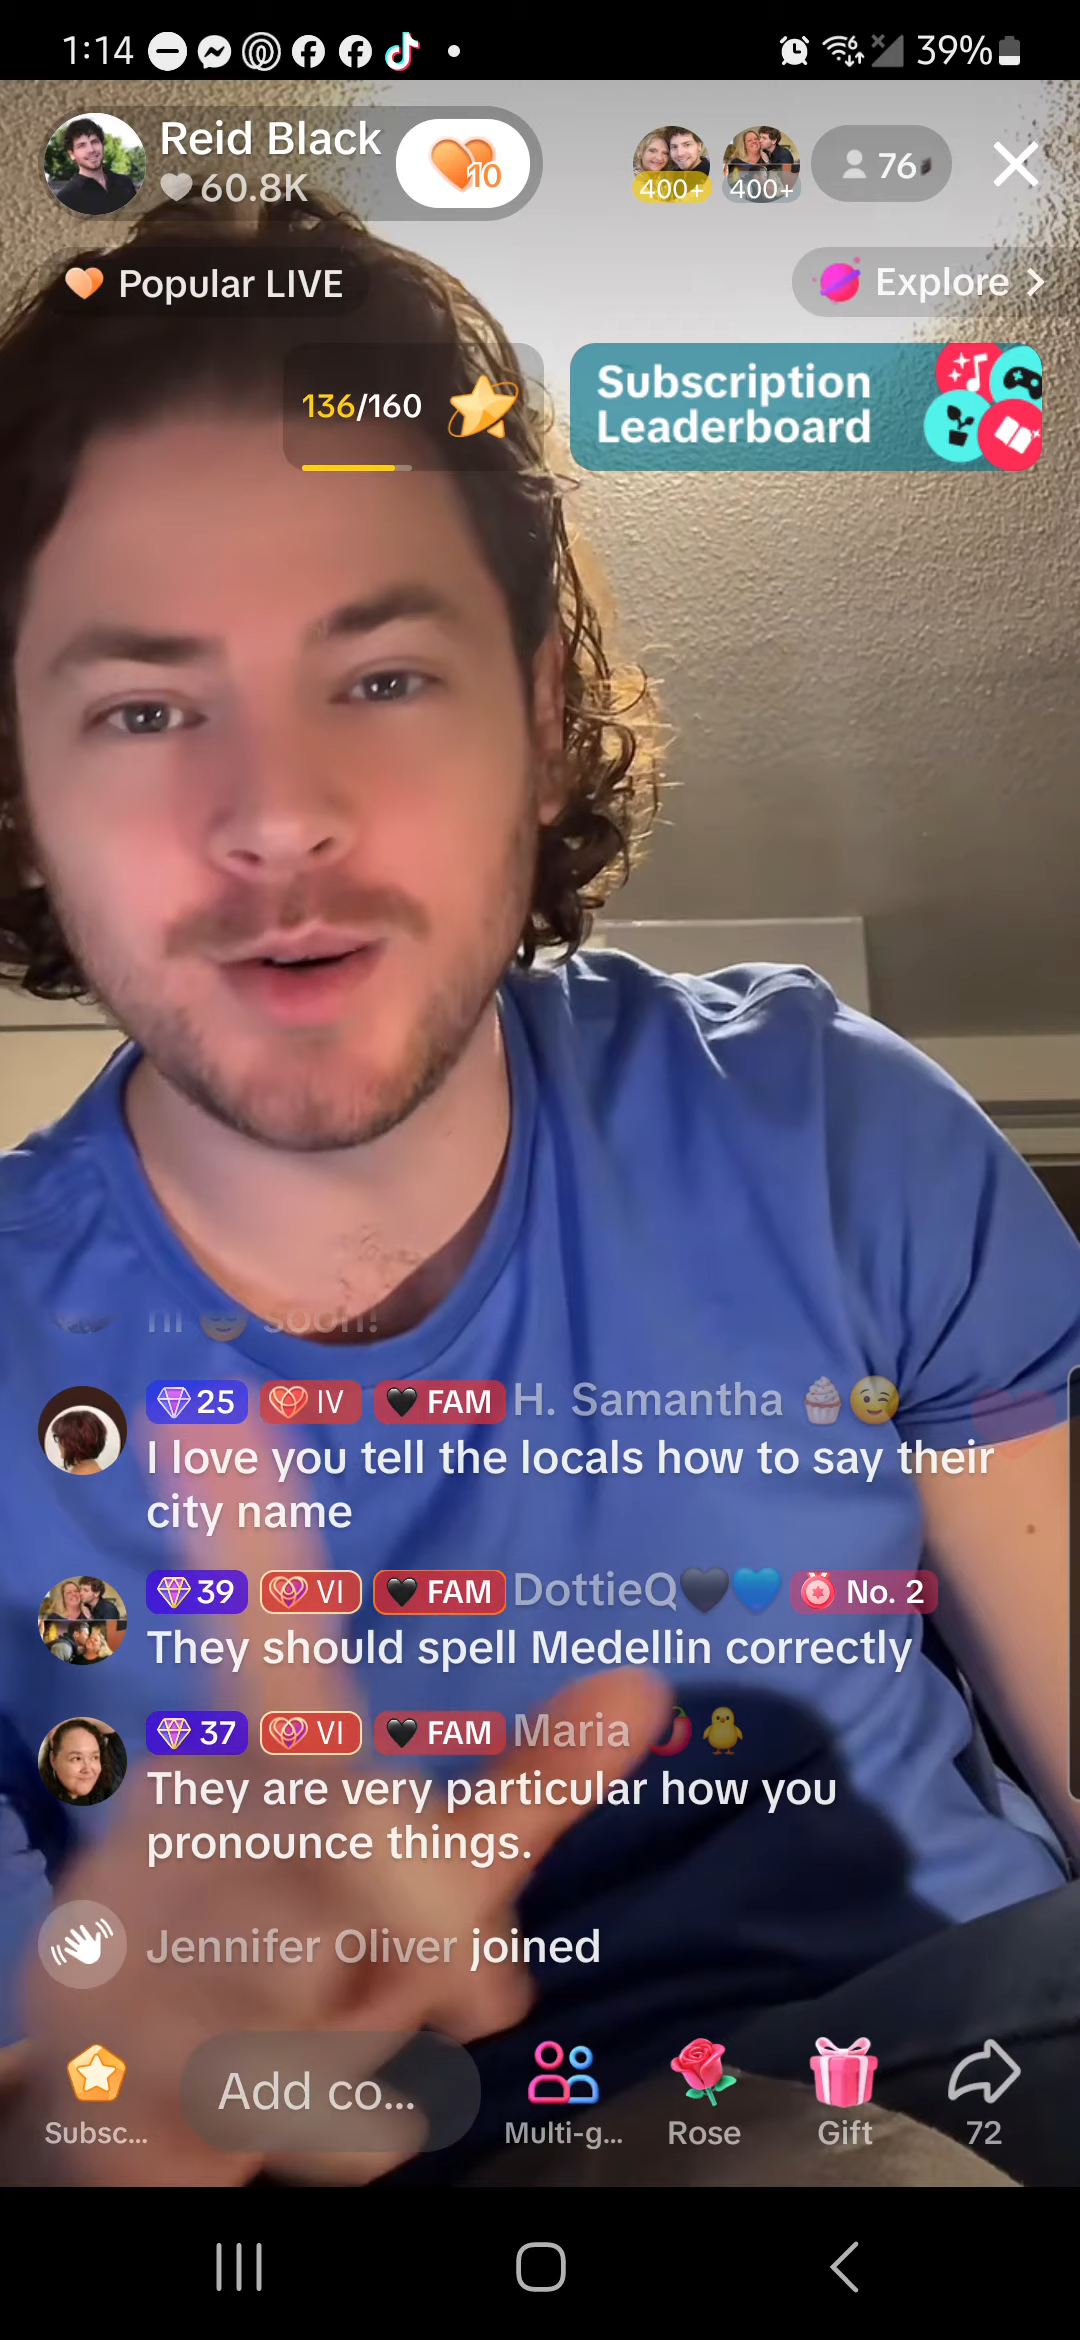 1:14
39%
Reid Black
60.8K
10
400+
400+
76
Popular LIVE
Explore
136/160
Subscription
Leaderboard
hi 😊 soon!
25 IV 🖤 FAM H. Samantha 🧁😉
I love you tell the locals how to say their
city name
39 VI 🖤 FAM DottieQ🖤💙 No. 2
They should spell Medellin correctly
37 VI 🖤 FAM Maria 🌶️🐥
They are very particular how you
pronounce things.
Jennifer Oliver joined
Subsc...
Add co...
Multi-g...
Rose
Gift
72